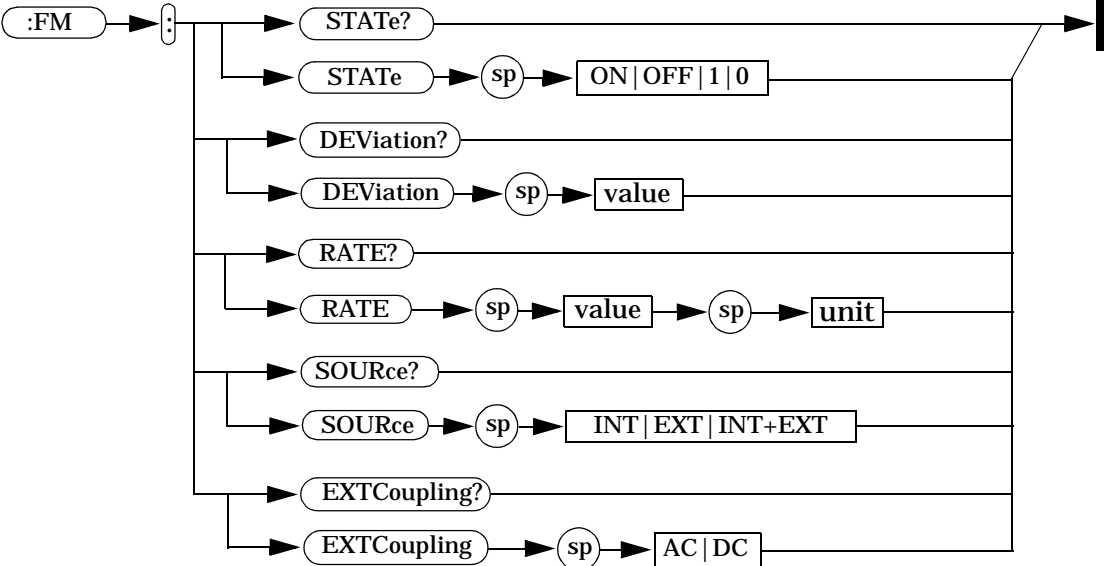 :FM : STATe?
STATe sp ON|OFF|1|0
DEViation?
DEViation sp value
RATE?
RATE sp value sp unit
SOURce?
SOURce sp INT|EXT|INT+EXT
EXTCoupling?
EXTCoupling sp AC|DC